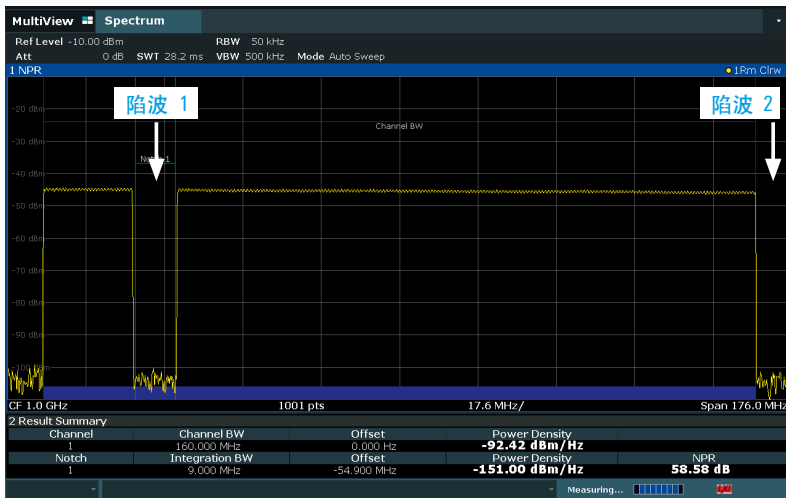 MultiView Spectrum
Ref Level -10.00 dBm RBW 50 kHz
Att 0 dB SWT 28.2 ms VBW 500 kHz Mode Auto Sweep
1 NPR 1Rm Clrw
陷波 1 陷波 2
-20 dBm
Channel BW
-30 dBm
Notch 1
-40 dBm
-50 dBm
-60 dBm
-70 dBm
-80 dBm
-90 dBm
-100 dBm
CF 1.0 GHz 1001 pts 17.6 MHz/ Span 176.0 MHz
2 Result Summary
Channel Channel BW Offset Power Density
1 160.000 MHz 0.000 Hz -92.42 dBm/Hz
Notch Integration BW Offset Power Density NPR
1 9.000 MHz -54.900 MHz -151.00 dBm/Hz 58.58 dB
Measuring...